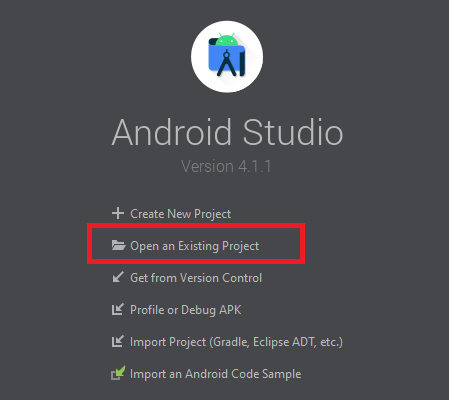 Android Studio
Version 4.1.1
Create New Project
Open an Existing Project
Get from Version Control
Profile or Debug APK
Import Project (Gradle, Eclipse ADT, etc.)
Import an Android Code Sample